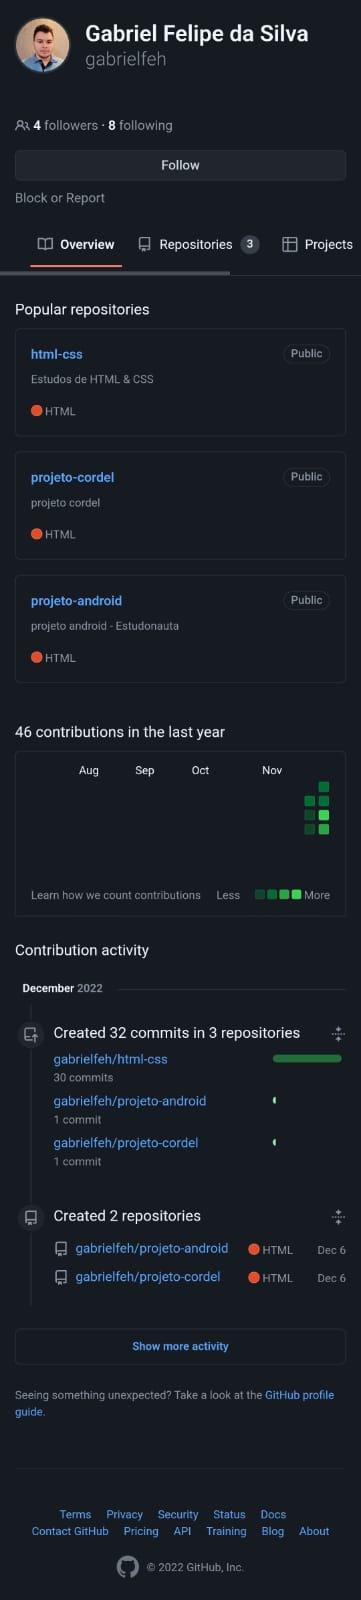 Gabriel Felipe da Silva
gabrielfeh
4 followers · 8 following
Follow
Block or Report
Overview Repositories 3 Projects
Popular repositories
html-css Public
Estudos de HTML & CSS
HTML
projeto-cordel Public
projeto cordel
HTML
projeto-android Public
projeto android - Estudonauta
HTML
46 contributions in the last year
Aug Sep Oct Nov
Learn how we count contributions Less More
Contribution activity
December 2022
Created 32 commits in 3 repositories
gabrielfeh/html-css
30 commits
gabrielfeh/projeto-android
1 commit
gabrielfeh/projeto-cordel
1 commit
Created 2 repositories
gabrielfeh/projeto-android HTML Dec 6
gabrielfeh/projeto-cordel HTML Dec 6
Show more activity
Seeing something unexpected? Take a look at the GitHub profile
guide.
Terms Privacy Security Status Docs
Contact GitHub Pricing API Training Blog About
© 2022 GitHub, Inc.